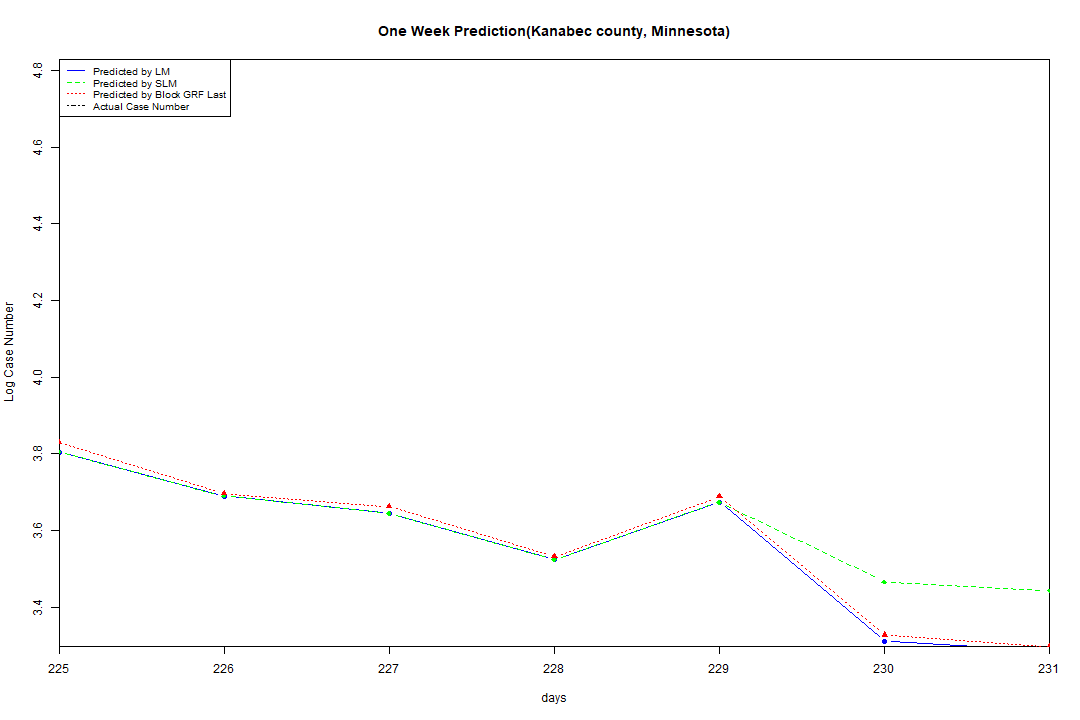 One Week Prediction(Kanabec county, Minnesota)
Predicted by LM
Predicted by SLM
Predicted by Block GRF Last
Actual Case Number
4.8
4.6
4.4
4.2
4.0
3.8
3.6
3.4
Log Case Number
225 226 227 228 229 230 231
days